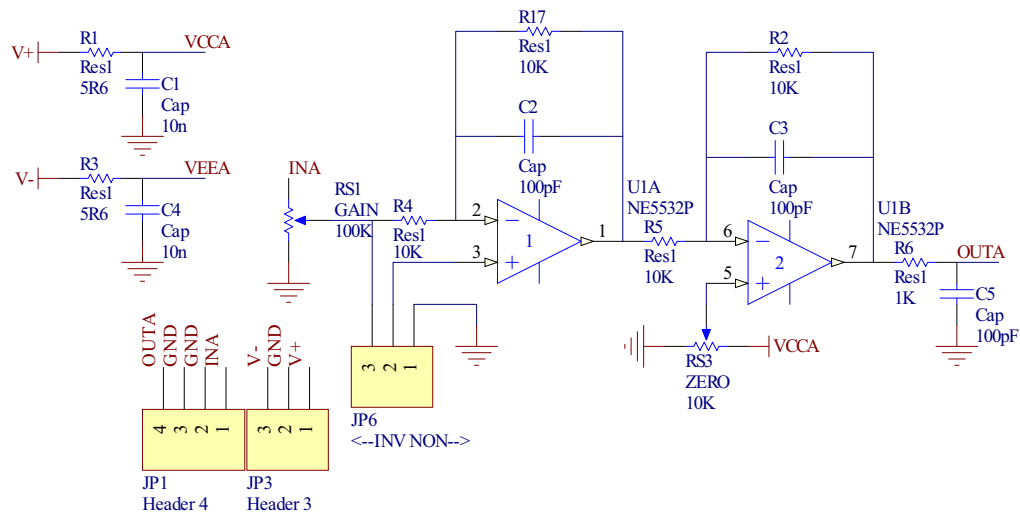 R1
V+
VCCA
Res1
5R6
C1
Cap
10n
R3
V-
VEEA
Res1
5R6
C4
Cap
10n
INA
RS1
GAIN
100K
R4
Res1
10K
R17
Res1
10K
C2
Cap
100pF
2
3
1
1
U1A
NE5532P
R5
Res1
10K
R2
Res1
10K
C3
Cap
100pF
6
5
2
7
U1B
NE5532P
R6
Res1
1K
OUTA
C5
Cap
100pF
RS3
ZERO
10K
VCCA
OUTA
GND
GND
INA
4
3
2
1
JP1
Header 4
V-
GND
V+
3
2
1
JP3
Header 3
3
2
1
JP6
<--INV NON-->